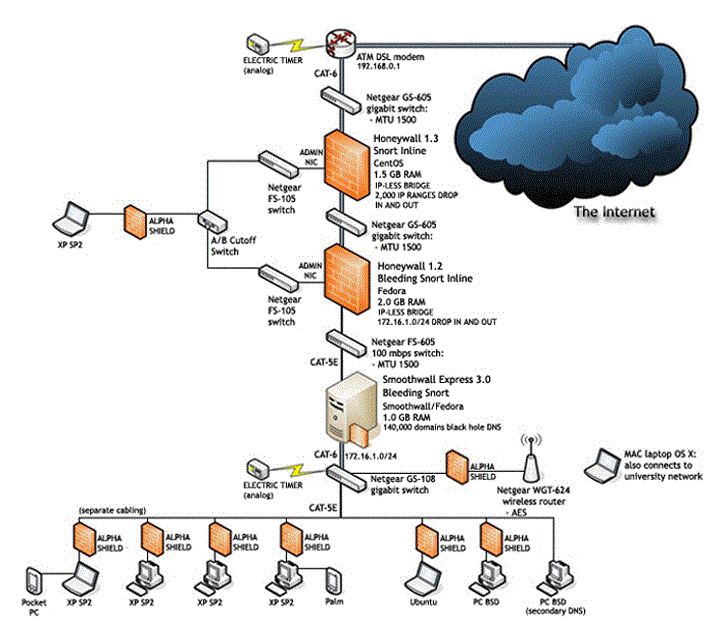 ELECTRIC TIMER
(analog)
ATM DSL modem
192.168.0.1
CAT-6
Netgear GS-605
gigabit switch:
- MTU 1500
The Internet
Honeywall 1.3
Snort Inline
CentOS
1.5 GB RAM
IP-LESS BRIDGE
2,000 IP RANGES DROP
IN AND OUT
ADMIN
NIC
Netgear
FS-105
switch
XP SP2
ALPHA
SHIELD
A/B Cutoff
Switch
Netgear GS-605
gigabit switch:
- MTU 1500
ADMIN
NIC
Netgear
FS-105
switch
Honeywall 1.2
Bleeding Snort Inline
Fedora
2.0 GB RAM
IP-LESS BRIDGE
172.16.1.0/24 DROP IN AND OUT
Netgear FS-605
100 mbps switch:
- MTU 1500
CAT-5E
Smoothwall Express 3.0
Bleeding Snort
Smoothwall/Fedora
1.0 GB RAM
140,000 domains black hole DNS
CAT-6
172.16.1.0/24
ELECTRIC TIMER
(analog)
Netgear GS-108
gigabit switch
ALPHA
SHIELD
Netgear WGT-624
wireless router
- AES
MAC laptop OS X:
also connects to
university network
CAT-5E
(separate cabling)
ALPHA
SHIELD
ALPHA
SHIELD
ALPHA
SHIELD
ALPHA
SHIELD
ALPHA
SHIELD
ALPHA
SHIELD
Pocket
PC
XP SP2
XP SP2
XP SP2
XP SP2
Palm
Ubuntu
PC BSD
PC BSD
(secondary DNS)